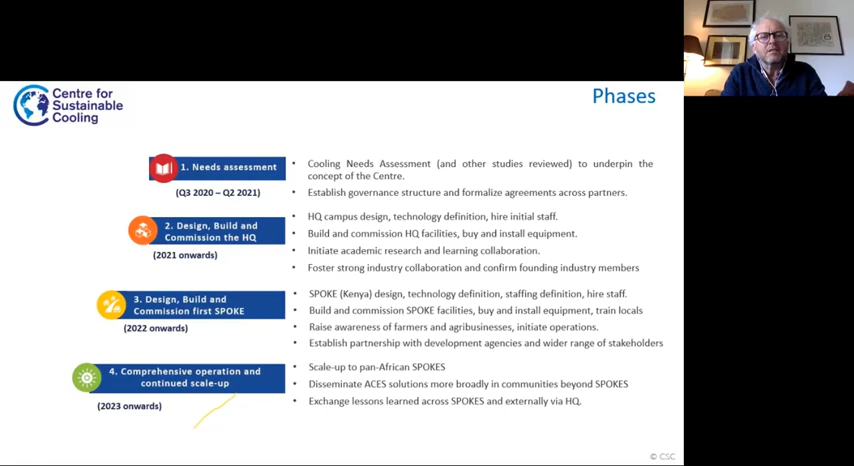 Centre for
Sustainable
Cooling
Phases
1. Needs assessment
(Q3 2020 – Q2 2021)
• Cooling Needs Assessment (and other studies reviewed) to underpin the
concept of the Centre.
• Establish governance structure and formalize agreements across partners.
2. Design, Build and
Commission the HQ
(2021 onwards)
• HQ campus design, technology definition, hire initial staff.
• Build and commission HQ facilities, buy and install equipment.
• Initiate academic research and learning collaboration.
• Foster strong industry collaboration and confirm founding industry members
3. Design, Build and
Commission first SPOKE
(2022 onwards)
• SPOKE (Kenya) design, technology definition, staffing definition, hire staff.
• Build and commission SPOKE facilities, buy and install equipment, train locals
• Raise awareness of farmers and agribusinesses, initiate operations.
• Establish partnership with development agencies and wider range of stakeholders
4. Comprehensive operation and
continued scale-up
(2023 onwards)
• Scale-up to pan-African SPOKES
• Disseminate ACES solutions more broadly in communities beyond SPOKES
• Exchange lessons learned across SPOKES and externally via HQ.
© CSC